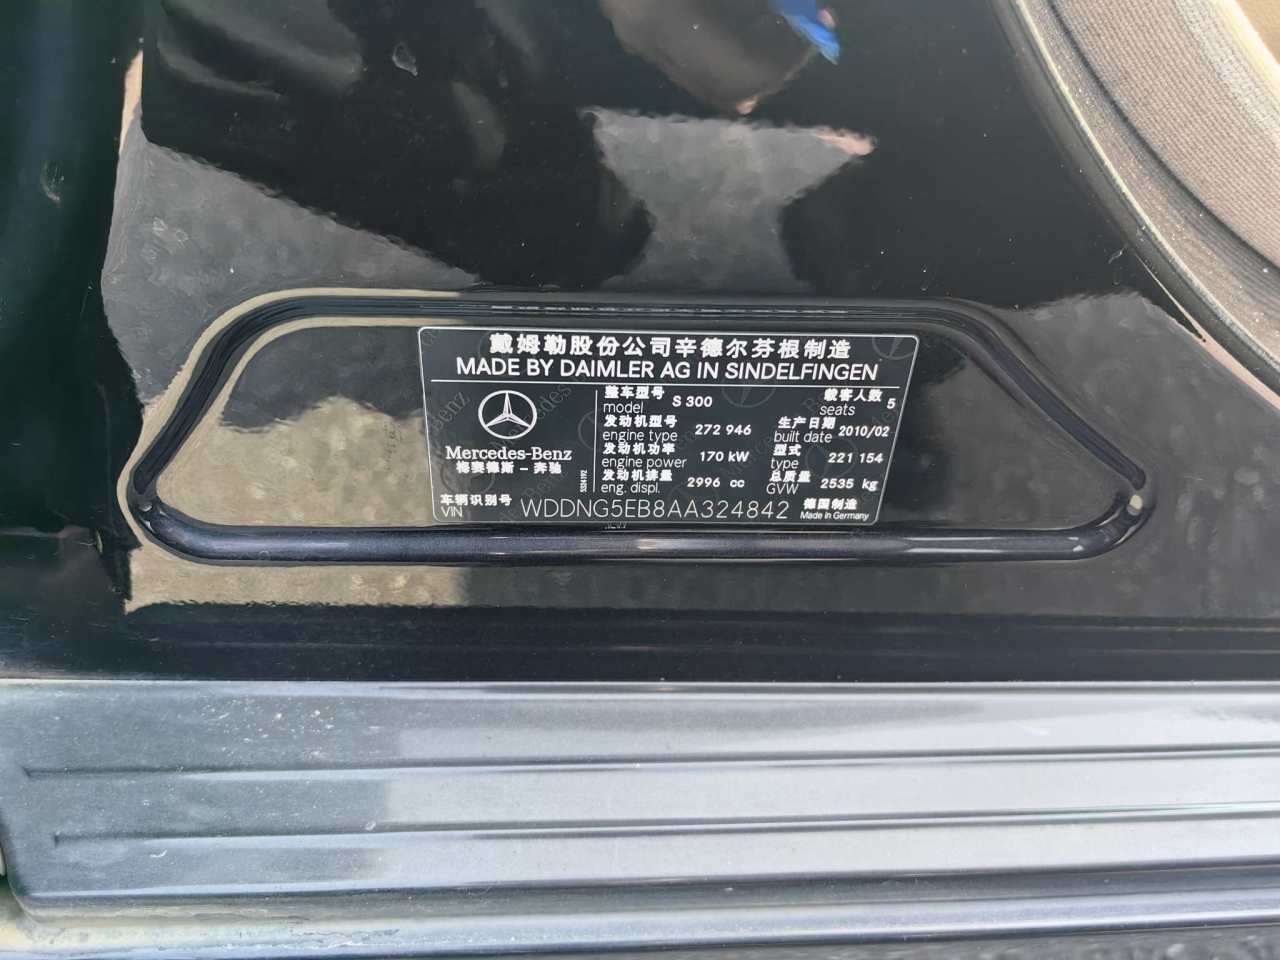 戴姆勒股份公司辛德尔芬根制造
MADE BY DAIMLER AG IN SINDELFINGEN
整车型号 model S 300 载客人数 seats 5
发动机型号 engine type 272 946 生产日期 built date 2010/02
发动机功率 engine power 170 kW 型式 type 221 154
发动机排量 eng. displ. 2996 cc 总质量 GVW 2535 kg
Mercedes-Benz
梅赛德斯-奔驰
5324192
车辆识别号 VIN WDDNG5EB8AA324842 德国制造 Made in Germany